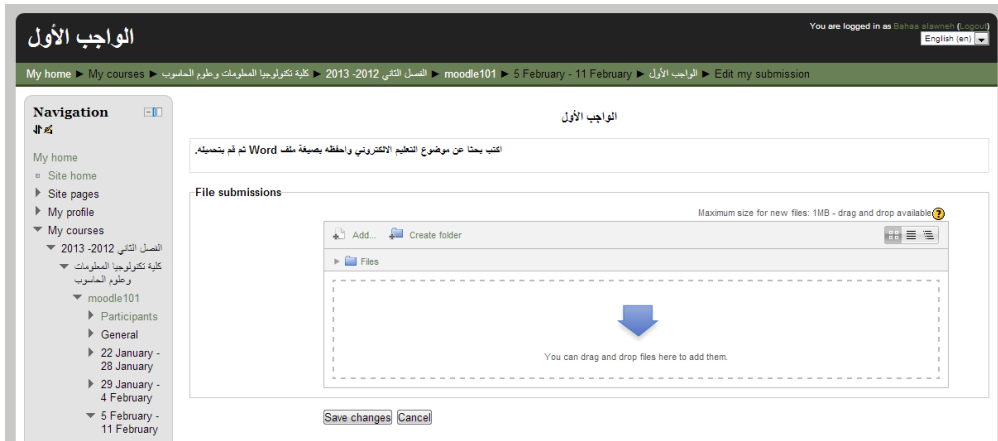 الواجب الأول
You are logged in as Bahaa alawneh (Logout)
English (en)
My home ► My courses ► كلية تكنولوجيا المعلومات وعلوم الحاسوب ► الفصل الثاني 2012- 2013 ► moodle101 ► 5 February - 11 February ► الواجب الأول ► Edit my submission
Navigation
My home
Site home
Site pages
My profile
My courses
الفصل الثاني 2012- 2013
كلية تكنولوجيا المعلومات
وعلوم الحاسوب
moodle101
Participants
General
22 January -
28 January
29 January -
4 February
5 February -
11 February
الواجب الأول
اكتب بحثا عن موضوع التعليم الالكتروني واحفظه بصيغة ملف Word ثم قم بتحميله.
File submissions
Maximum size for new files: 1MB - drag and drop available
Add... Create folder
Files
You can drag and drop files here to add them.
Save changes Cancel